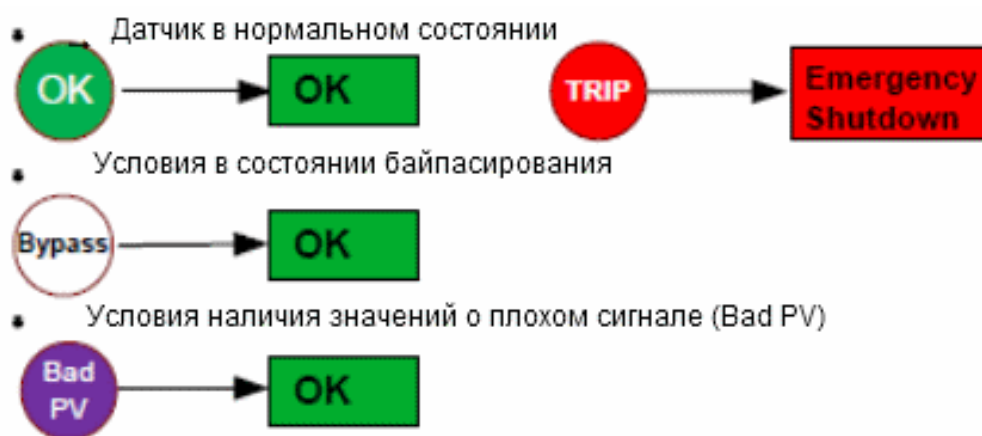 Датчик в нормальном состоянии
OK OK TRIP Emergency
Shutdown
Условия в состоянии байпасирования
Bypass OK
Условия наличия значений о плохом сигнале (Bad PV)
Bad
PV
OK